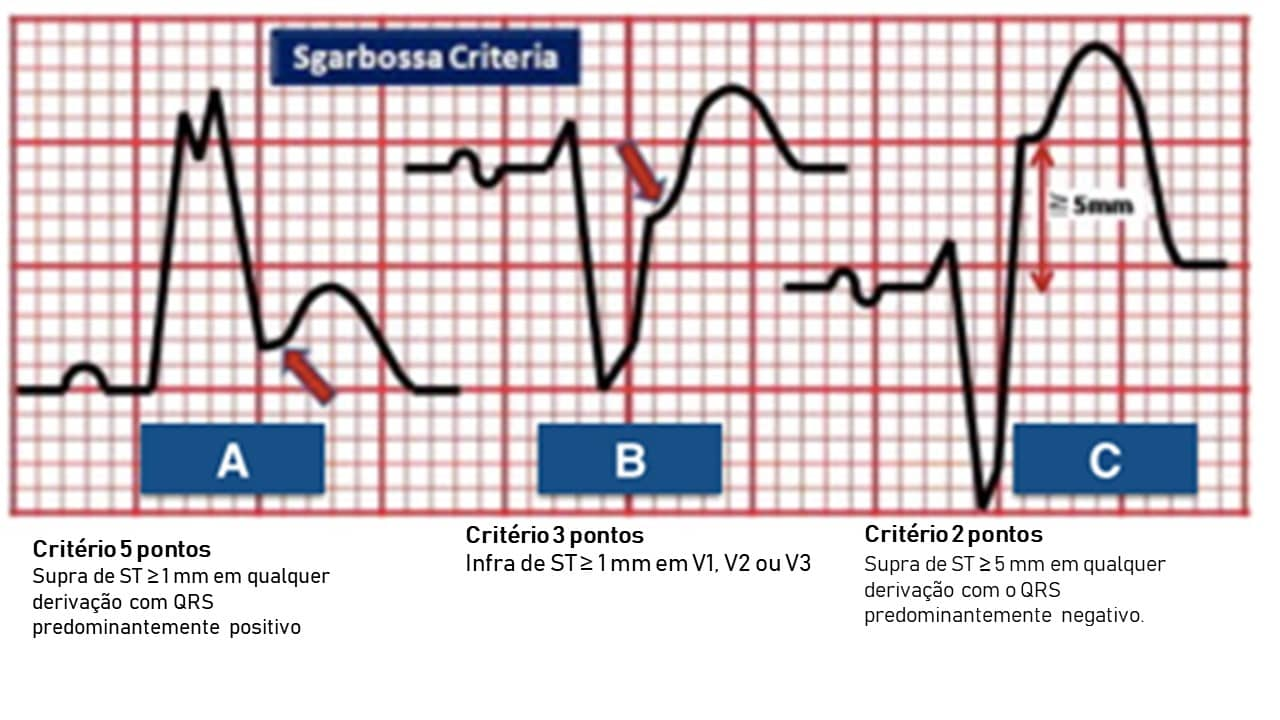 Sgarbossa Criteria
≧ 5mm
A
B
C
Critério 5 pontos
Supra de ST ≥ 1 mm em qualquer
derivação com QRS
predominantemente positivo
Critério 3 pontos
Infra de ST ≥ 1 mm em V1, V2 ou V3
Critério 2 pontos
Supra de ST ≥ 5 mm em qualquer
derivação com o QRS
predominantemente negativo.